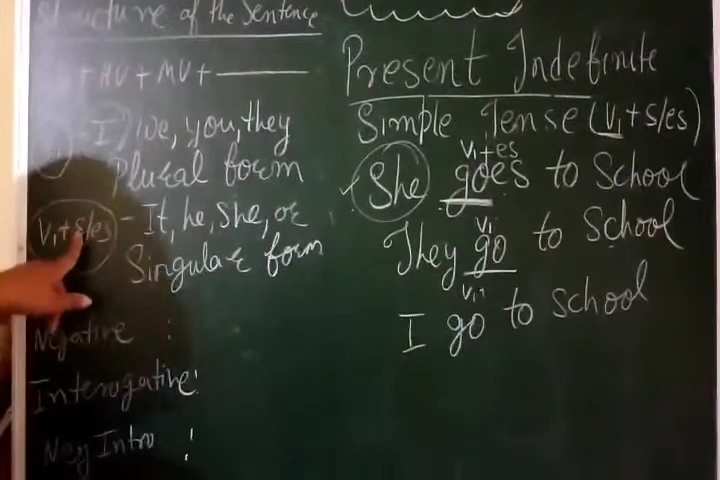 Structure of the Sentence
+ HV + MV +
- I, we, you, they
Plural form
V1+s/es - It, he, she, or
Singular form
Negative :
Interogative:
Neg Intro :
Present Indefinite
Simple Tense (V1+s/es)
V1+es
She goes to School
V1
They go to School
V1
I go to School